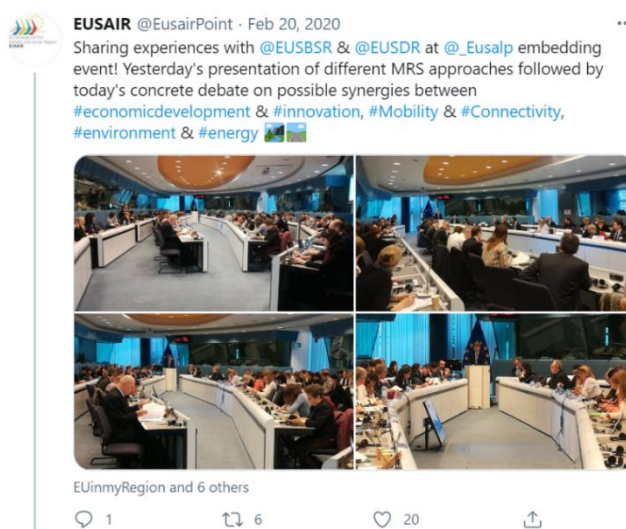 EUSAIR @EusairPoint · Feb 20, 2020
Sharing experiences with @EUSBSR & @EUSDR at @_Eusalp embedding
event! Yesterday's presentation of different MRS approaches followed by
today's concrete debate on possible synergies between
#economicdevelopment & #innovation, #Mobility & #Connectivity,
#environment & #energy
EUinmyRegion and 6 others
1 6 20